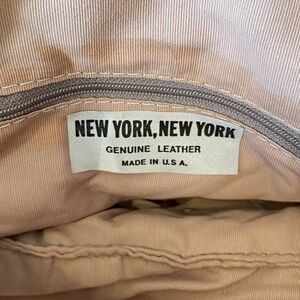 NEW YORK, NEW YORK
GENUINE LEATHER
MADE IN U.S.A.